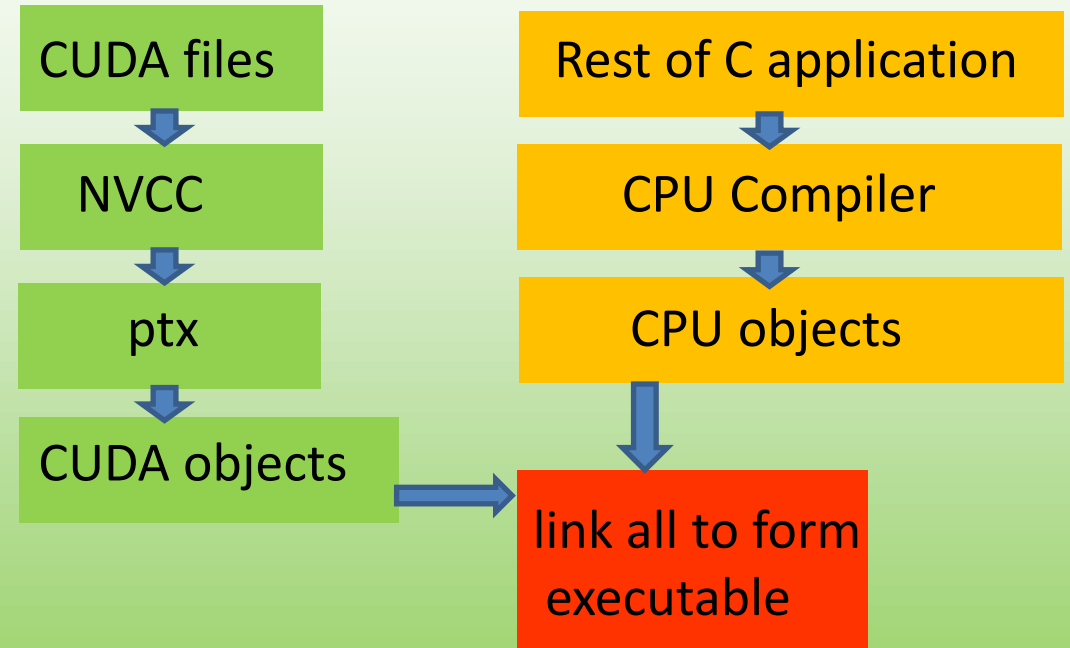 CUDA files
NVCC
ptx
CUDA objects
Rest of C application
CPU Compiler
CPU objects
link all to form
executable